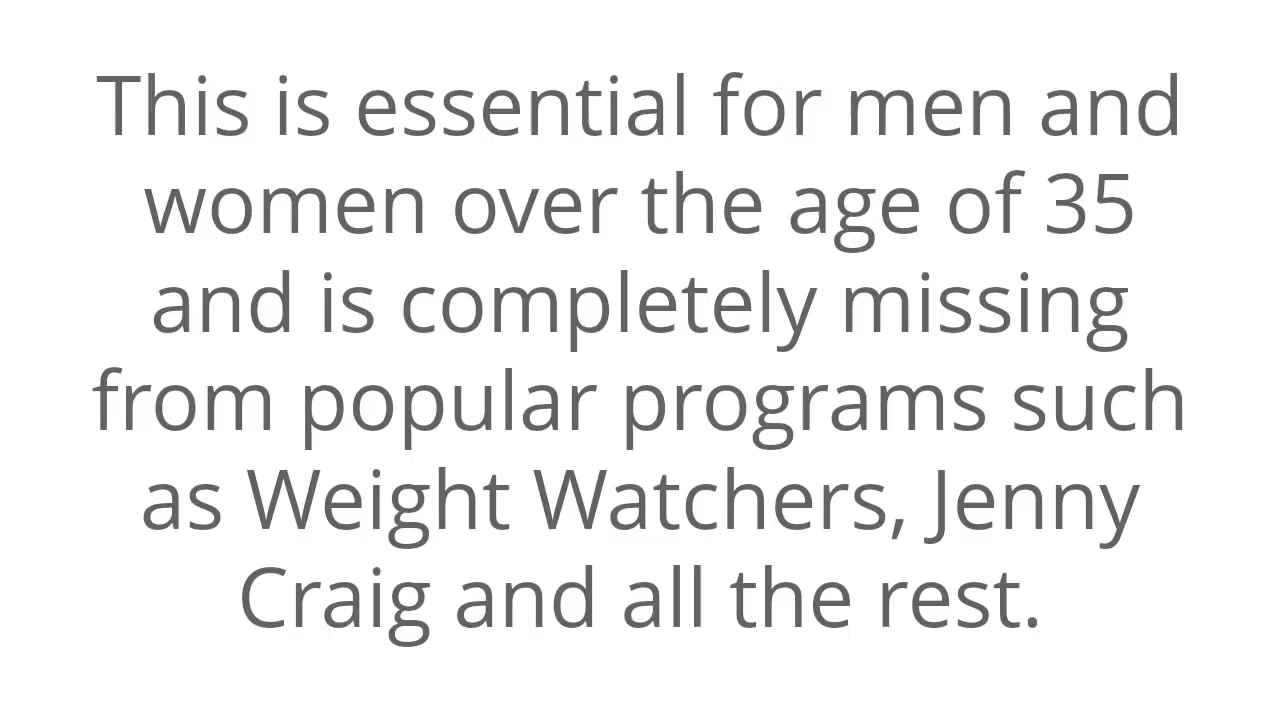 This is essential for men and
women over the age of 35
and is completely missing
from popular programs such
as Weight Watchers, Jenny
Craig and all the rest.